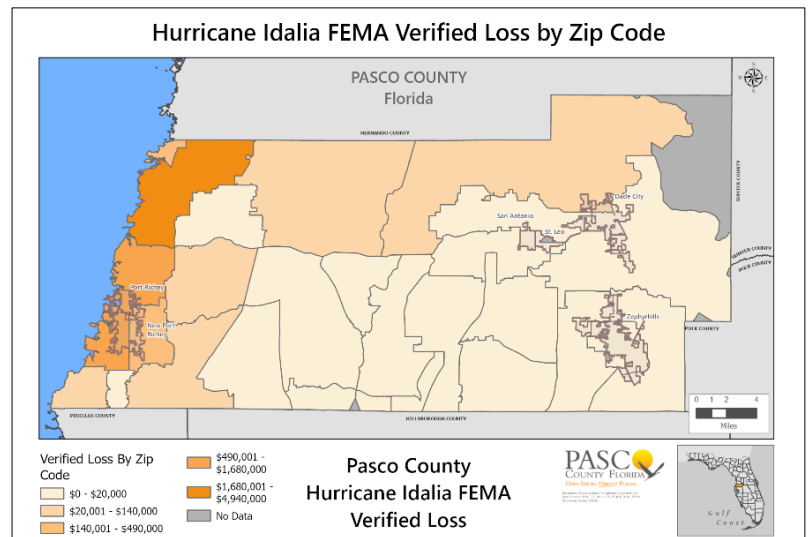 Hurricane Idalia FEMA Verified Loss by Zip Code
PASCO COUNTY
Florida
N
W
E
S
HERNANDO COUNTY
SUMTER COUNTY
Dade City
San Antonio
St. Leo
SUMTER COUNTY
POLK COUNTY
Port Richey
New Port
Richey
Zephyrhills
POLK COUNTY
PINELLAS COUNTY
HILLSBOROUGH COUNTY
0 1 2 4
Miles
Verified Loss By Zip
Code
$0 - $20,000
$20,001 - $140,000
$140,001 - $490,000
$490,001 -
$1,680,000
$1,680,001 -
$4,940,000
No Data
Pasco County
Hurricane Idalia FEMA
Verified Loss
PASCO
COUNTY FLORIDA
OPEN SPACES. VIBRANT PLACES.
Gulf
Coast